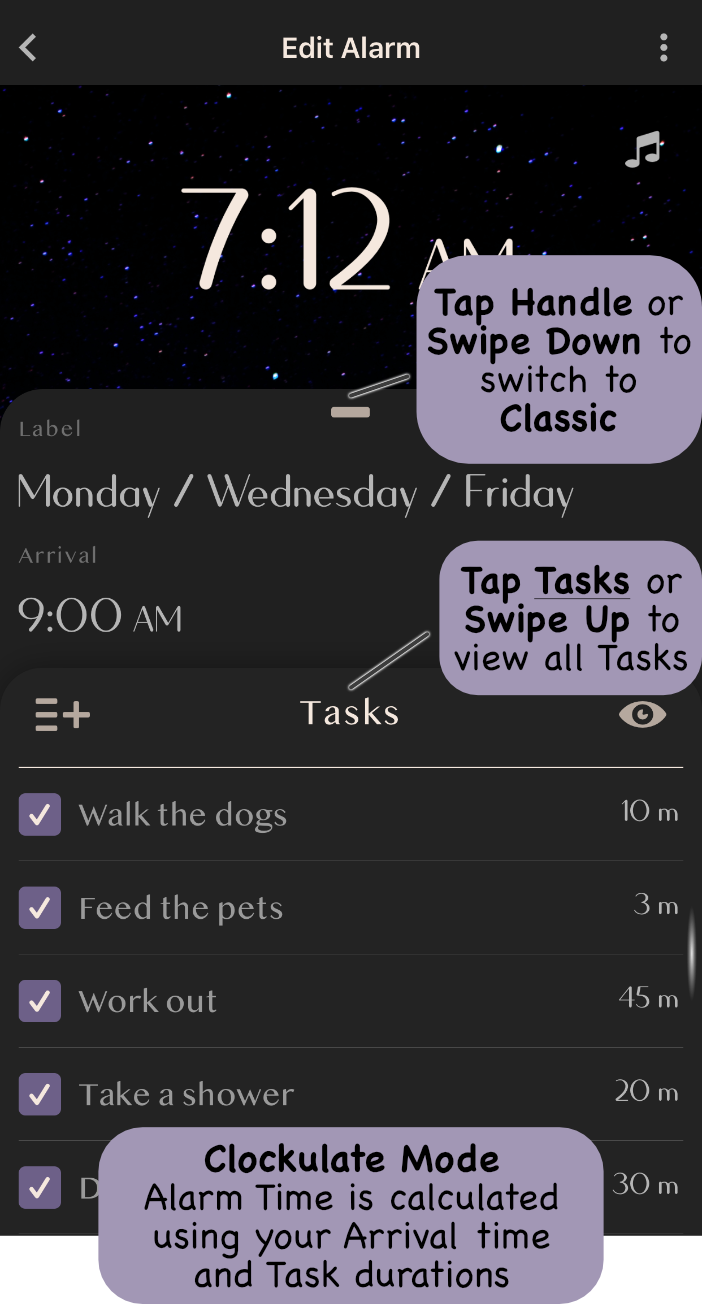 Edit Alarm
7:12 AM
Tap Handle or
Swipe Down to
switch to
Classic
Label
Monday / Wednesday / Friday
Arrival
9:00 AM
Tap Tasks or
Swipe Up to
view all Tasks
Tasks
Walk the dogs 10 m
Feed the pets 3 m
Work out 45 m
Take a shower 20 m
30 m
Clockulate Mode
Alarm Time is calculated
using your Arrival time
and Task durations